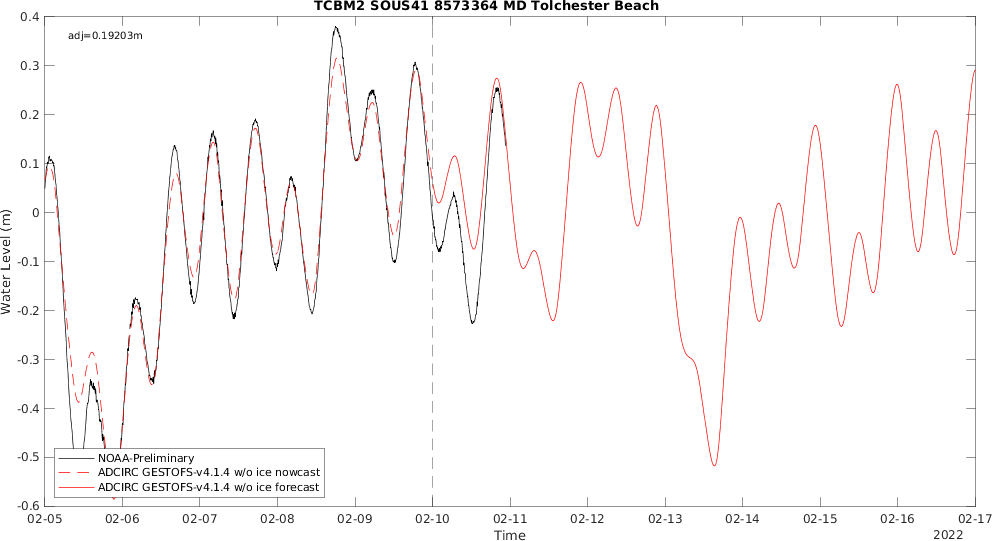 TCBM2 SOUS41 8573364 MD Tolchester Beach
adj=0.19203m
0.4
0.3
0.2
0.1
0
-0.1
-0.2
-0.3
-0.4
-0.5
-0.6
Water Level (m)
NOAA-Preliminary
ADCIRC GESTOFS-v4.1.4 w/o ice nowcast
ADCIRC GESTOFS-v4.1.4 w/o ice forecast
02-05 02-06 02-07 02-08 02-09 02-10 02-11 02-12 02-13 02-14 02-15 02-16 02-17
Time
2022